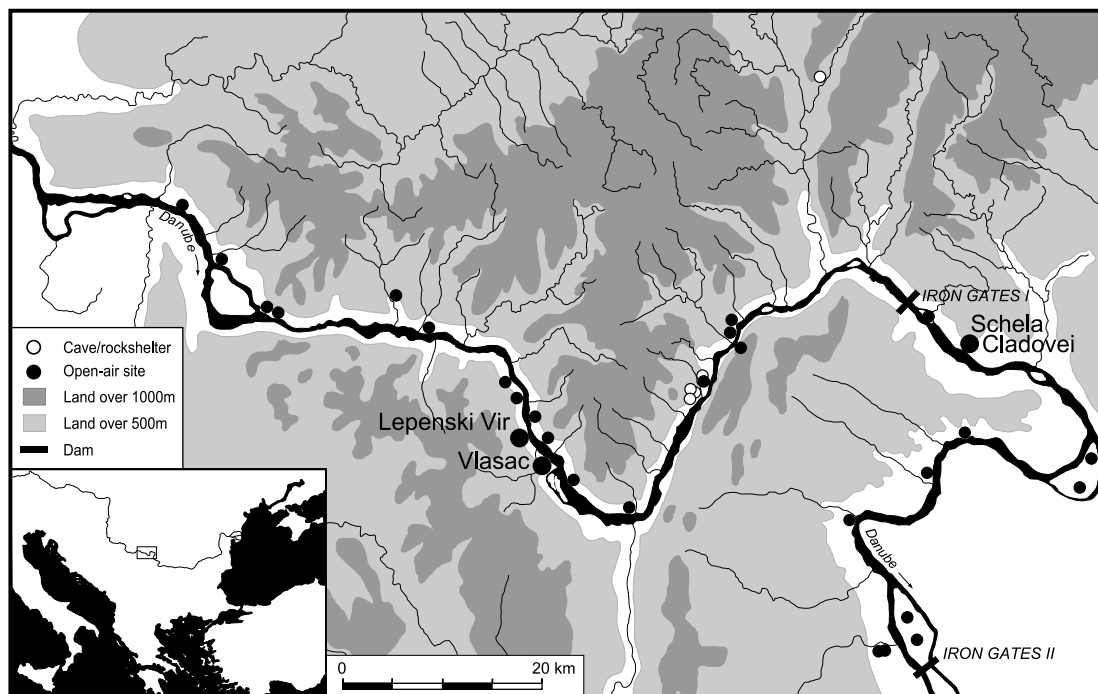 Danube
IRON GATES I
Schela
Cladovei
Cave/rockshelter
Open-air site
Land over 1000m
Land over 500m
Dam
Lepenski Vir
Vlasac
Danube
IRON GATES II
0 20 km